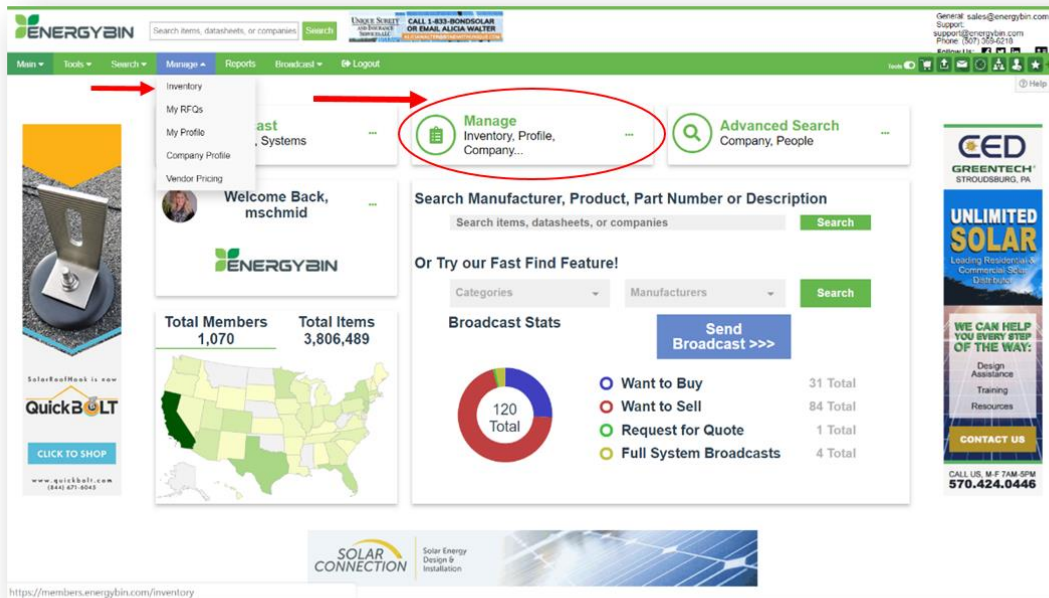 ENERGYBIN
Search items, datasheets, or companies
Search
UNIQUE SURETY
AND INSURANCE
SERVICES, LLC
CALL 1-833-BONDSOLAR
OR EMAIL ALICIA WALTER
General: sales@energybin.com
Support:
support@energybin.com
Phone: (507) 369-6218
Follow Us:
Main Tools Search Manage Reports Broadcast Logout
Help
Inventory
My RFQs
My Profile
Company Profile
Vendor Pricing
ast
, Systems
...
Manage
Inventory, Profile,
Company...
...
Advanced Search
Company, People
...
Welcome Back,
mschmid
...
ENERGYBIN
Total Members
1,070
Total Items
3,806,489
Search Manufacturer, Product, Part Number or Description
Search items, datasheets, or companies
Search
Or Try our Fast Find Feature!
Categories
Manufacturers
Search
Broadcast Stats
Send
Broadcast >>>
120
Total
Want to Buy 31 Total
Want to Sell 84 Total
Request for Quote 1 Total
Full System Broadcasts 4 Total
SolarRoofHook is now
QuickBOLT
CLICK TO SHOP
www.quickbolt.com
(844) 671-6045
CED
GREENTECH
STROUDSBURG, PA
UNLIMITED
SOLAR
Leading Residential &
Commercial Solar
Distributor
WE CAN HELP
YOU EVERY STEP
OF THE WAY:
Design
Assistance
Training
Resources
CONTACT US
CALL US, M-F 7AM-5PM
570.424.0446
SOLAR
CONNECTION
Solar Energy
Design &
Installation
https://members.energybin.com/inventory